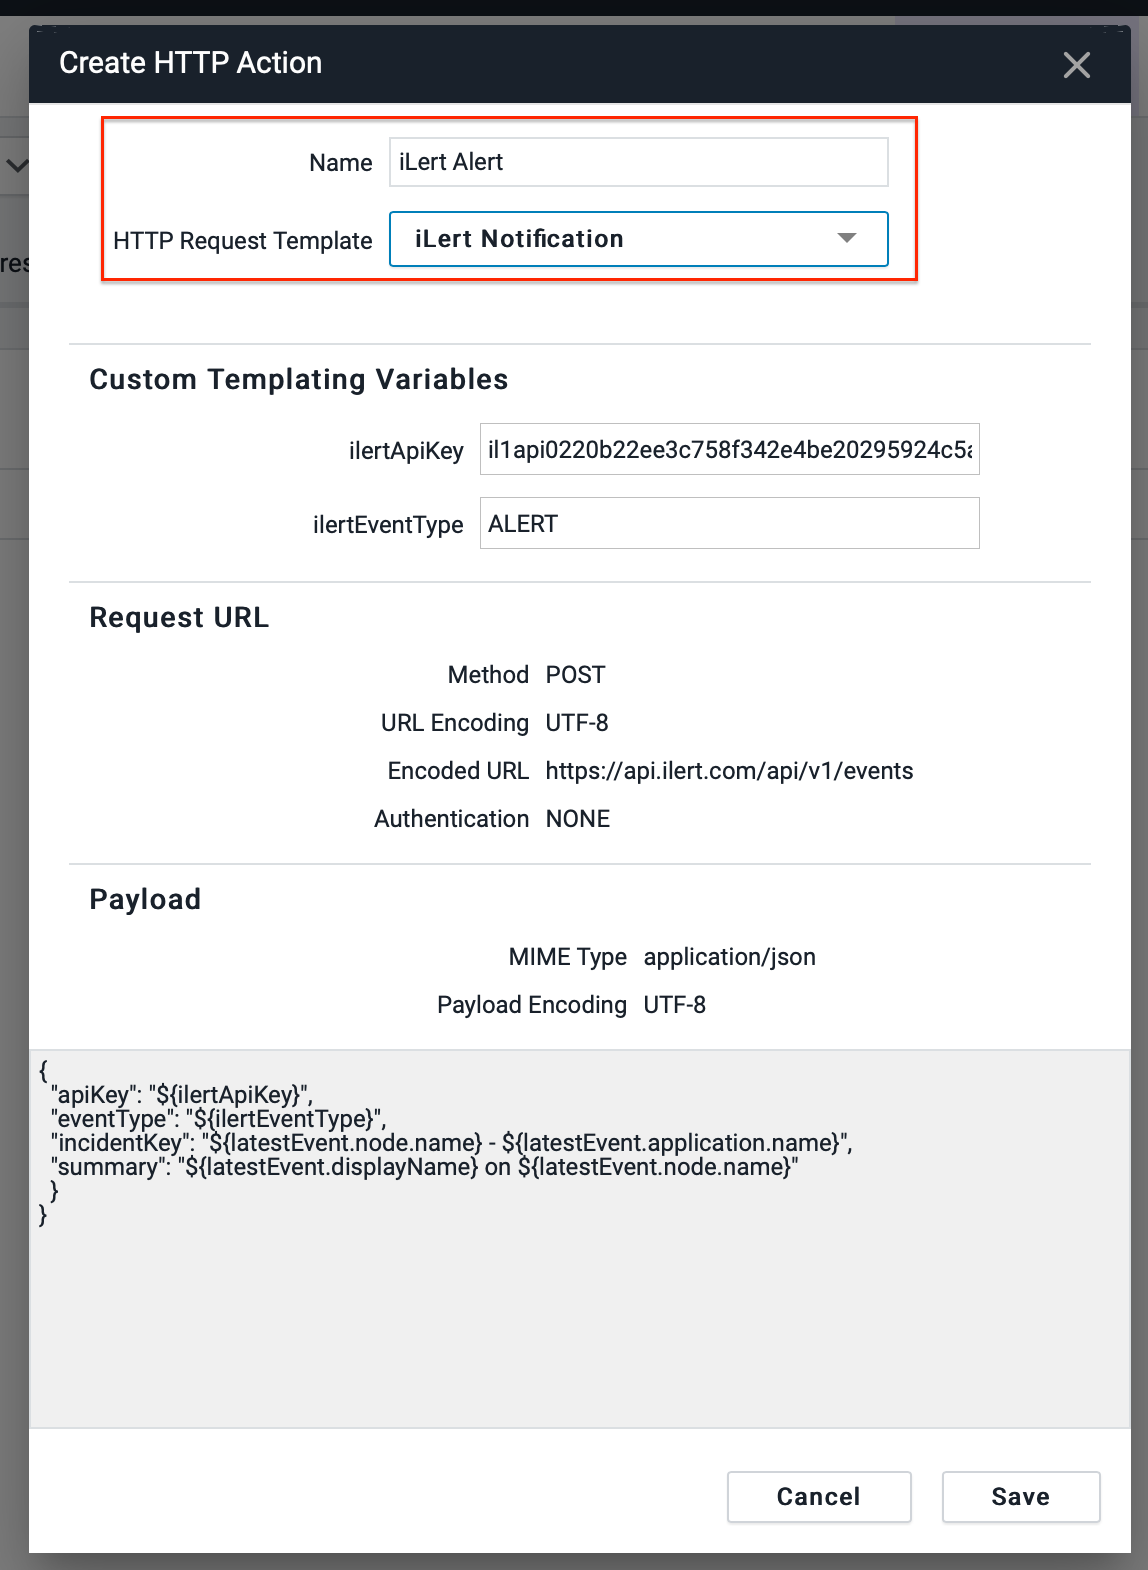 Create HTTP Action
Name iLert Alert
res
HTTP Request Template iLert Notification
Custom Templating Variables
ilertApiKey il1api0220b22ee3c758f342e4be20295924c5a
ilertEventType ALERT
Request URL
Method POST
URL Encoding UTF-8
Encoded URL https://api.ilert.com/api/v1/events
Authentication NONE
Payload
MIME Type application/json
Payload Encoding UTF-8
{
"apiKey": "${ilertApiKey}",
"eventType": "${ilertEventType}",
"incidentKey": "${latestEvent.node.name} - ${latestEvent.application.name}",
"summary": "${latestEvent.displayName} on ${latestEvent.node.name}"
}
}
Cancel Save